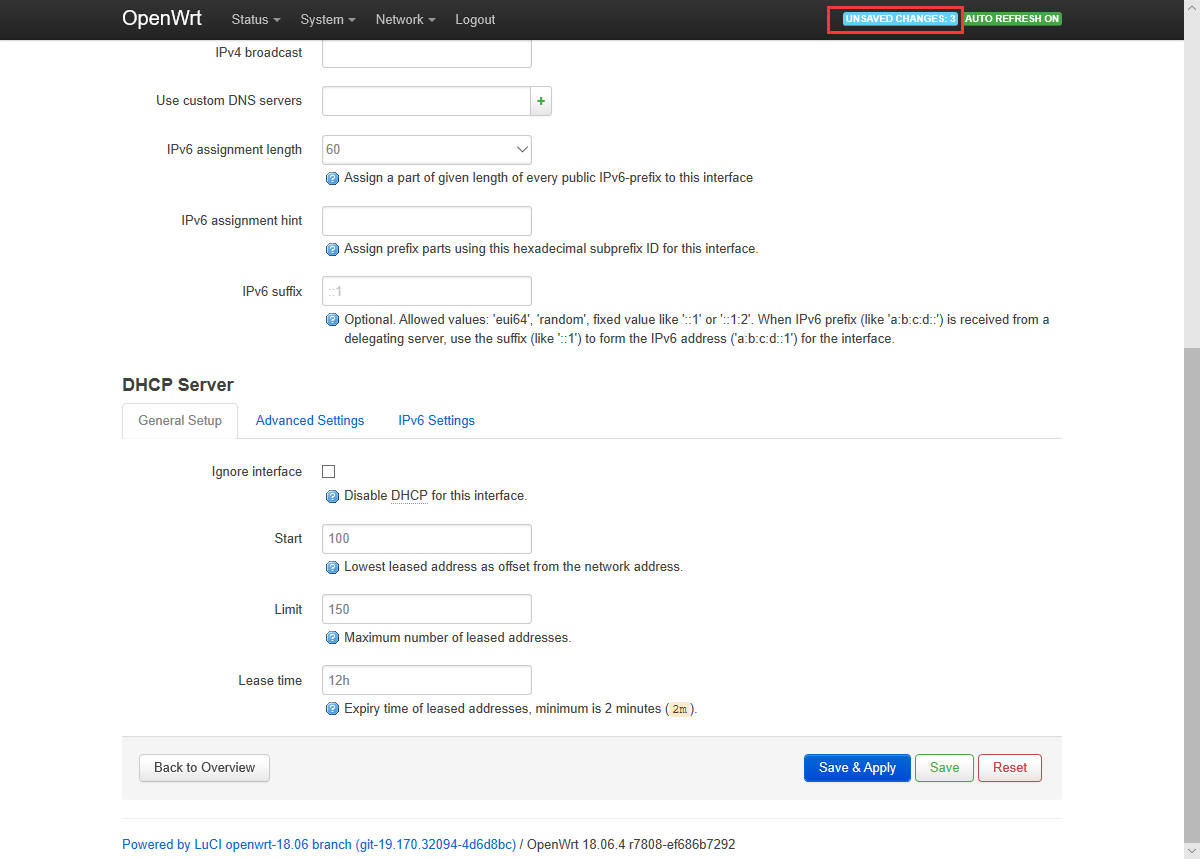 OpenWrt Status System Network Logout UNSAVED CHANGES: 3 AUTO REFRESH ON
IPv4 broadcast
Use custom DNS servers +
IPv6 assignment length 60
Assign a part of given length of every public IPv6-prefix to this interface
IPv6 assignment hint
Assign prefix parts using this hexadecimal subprefix ID for this interface.
IPv6 suffix ::1
Optional. Allowed values: 'eui64', 'random', fixed value like '::1' or '::1:2'. When IPv6 prefix (like 'a:b:c:d::') is received from a
delegating server, use the suffix (like '::1') to form the IPv6 address ('a:b:c:d::1') for the interface.
DHCP Server
General Setup Advanced Settings IPv6 Settings
Ignore interface
Disable DHCP for this interface.
Start 100
Lowest leased address as offset from the network address.
Limit 150
Maximum number of leased addresses.
Lease time 12h
Expiry time of leased addresses, minimum is 2 minutes (2m).
Back to Overview Save & Apply Save Reset
Powered by LuCI openwrt-18.06 branch (git-19.170.32094-4d6d8bc) / OpenWrt 18.06.4 r7808-ef686b7292